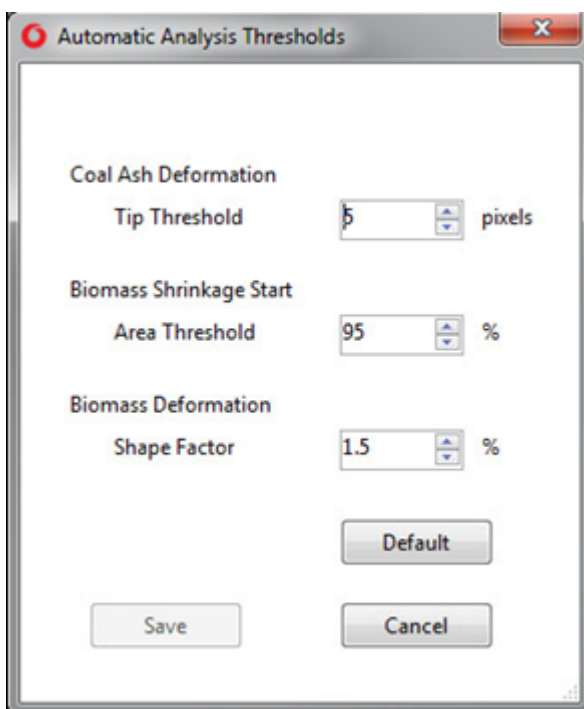 Automatic Analysis Thresholds
Coal Ash Deformation
Tip Threshold 5 pixels
Biomass Shrinkage Start
Area Threshold 95 %
Biomass Deformation
Shape Factor 1.5 %
Default
Save Cancel